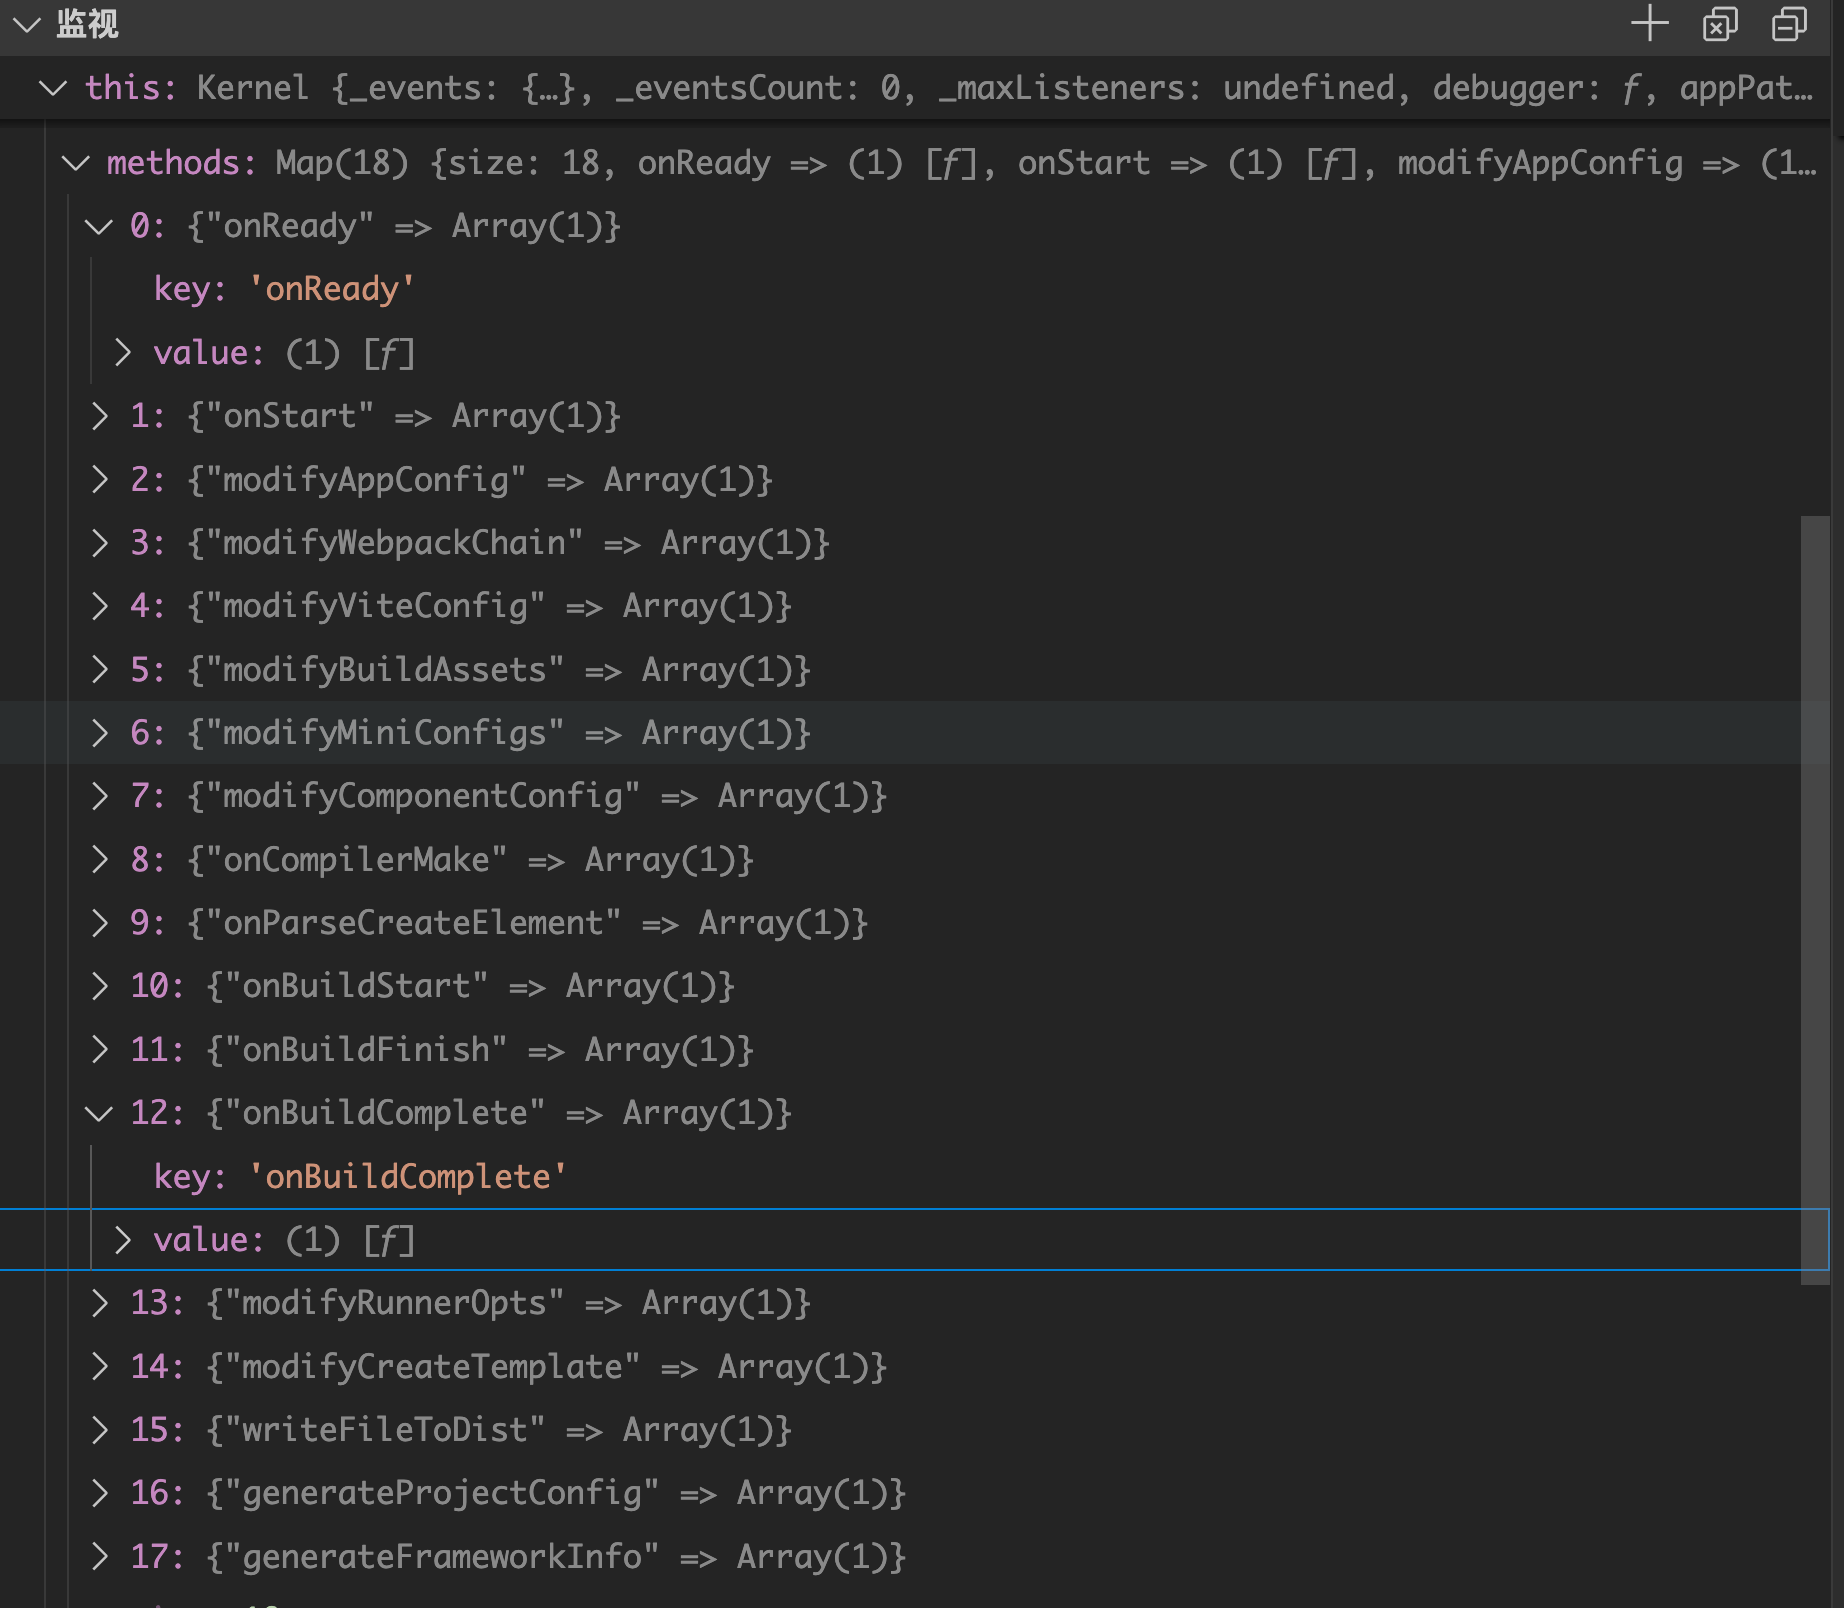 监视
this: Kernel {_events: {…}, _eventsCount: 0, _maxListeners: undefined, debugger: ƒ, appPat…
methods: Map(18) {size: 18, onReady => (1) [ƒ], onStart => (1) [ƒ], modifyAppConfig => (1…
0: {"onReady" => Array(1)}
key: 'onReady'
value: (1) [ƒ]
1: {"onStart" => Array(1)}
2: {"modifyAppConfig" => Array(1)}
3: {"modifyWebpackChain" => Array(1)}
4: {"modifyViteConfig" => Array(1)}
5: {"modifyBuildAssets" => Array(1)}
6: {"modifyMiniConfigs" => Array(1)}
7: {"modifyComponentConfig" => Array(1)}
8: {"onCompilerMake" => Array(1)}
9: {"onParseCreateElement" => Array(1)}
10: {"onBuildStart" => Array(1)}
11: {"onBuildFinish" => Array(1)}
12: {"onBuildComplete" => Array(1)}
key: 'onBuildComplete'
value: (1) [ƒ]
13: {"modifyRunnerOpts" => Array(1)}
14: {"modifyCreateTemplate" => Array(1)}
15: {"writeFileToDist" => Array(1)}
16: {"generateProjectConfig" => Array(1)}
17: {"generateFrameworkInfo" => Array(1)}